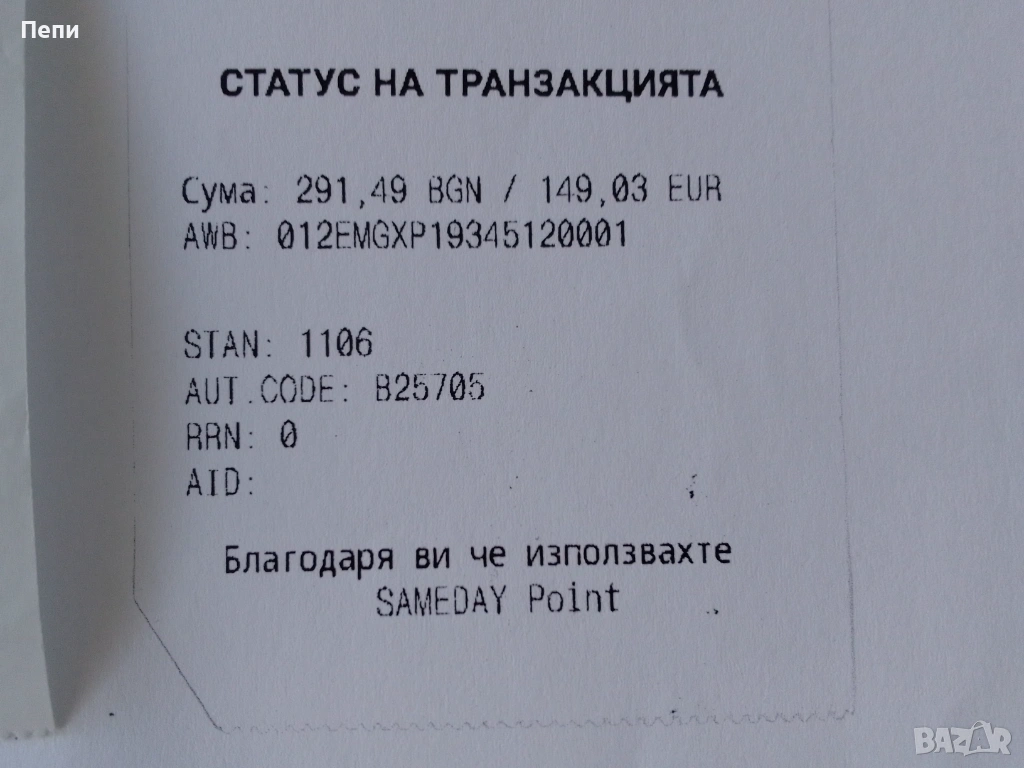 Пепи
СТАТУС НА ТРАНЗАКЦИЯТА
Сума: 291,49 BGN / 149,03 EUR
AWB: 012EMGXP19345120001
STAN: 1106
AUT.CODE: B25705
RRN: 0
AID:
Благодаря ви че използвахте
SAMEDAY Point
BAZAR